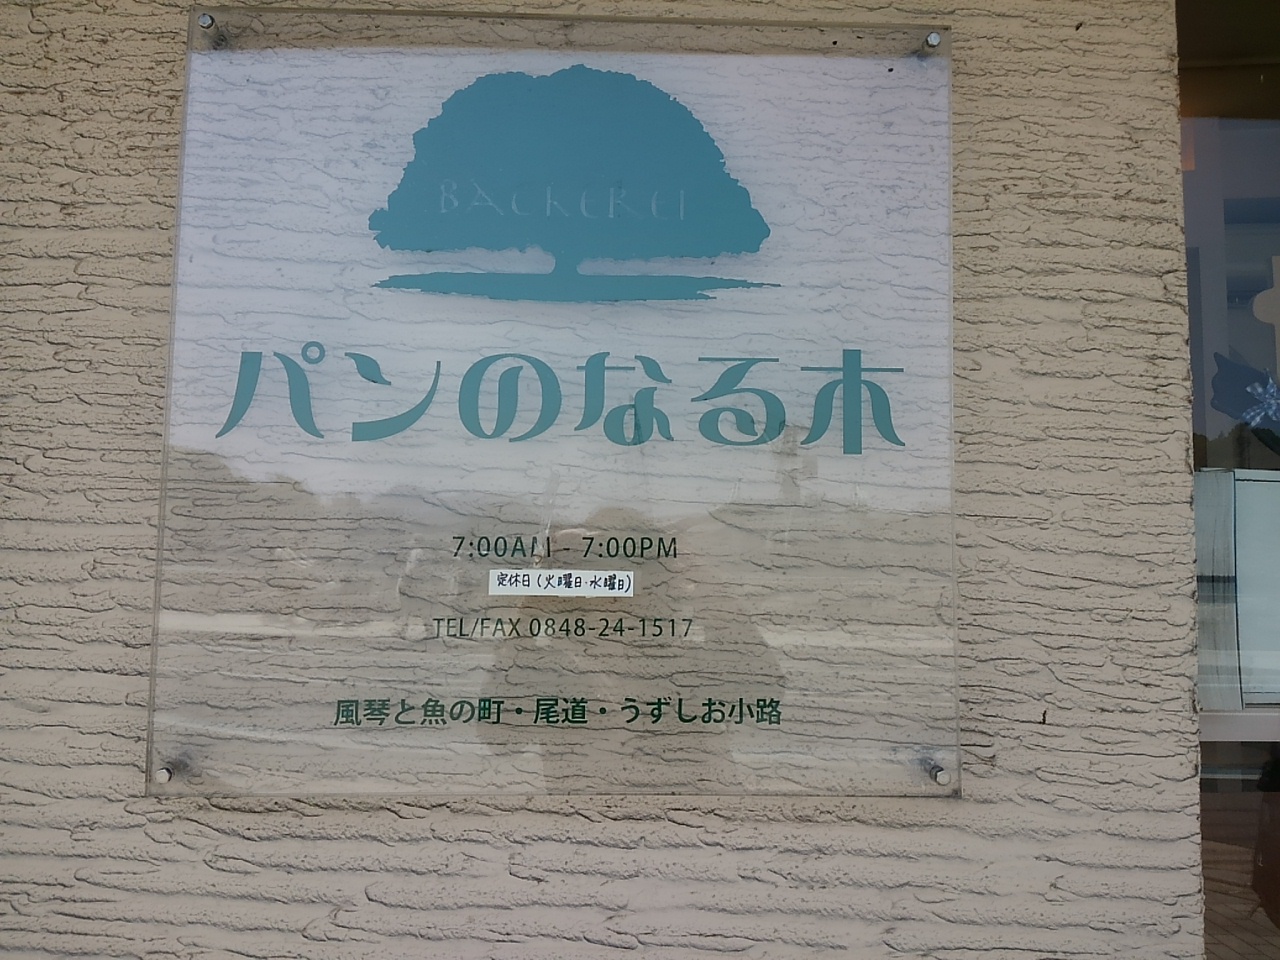 BÄCKEREI
パンのなる木
7:00AM - 7:00PM
定休日(火曜日・水曜日)
TEL/FAX 0848-24-1517
風琴と魚の町・尾道・うずしお小路